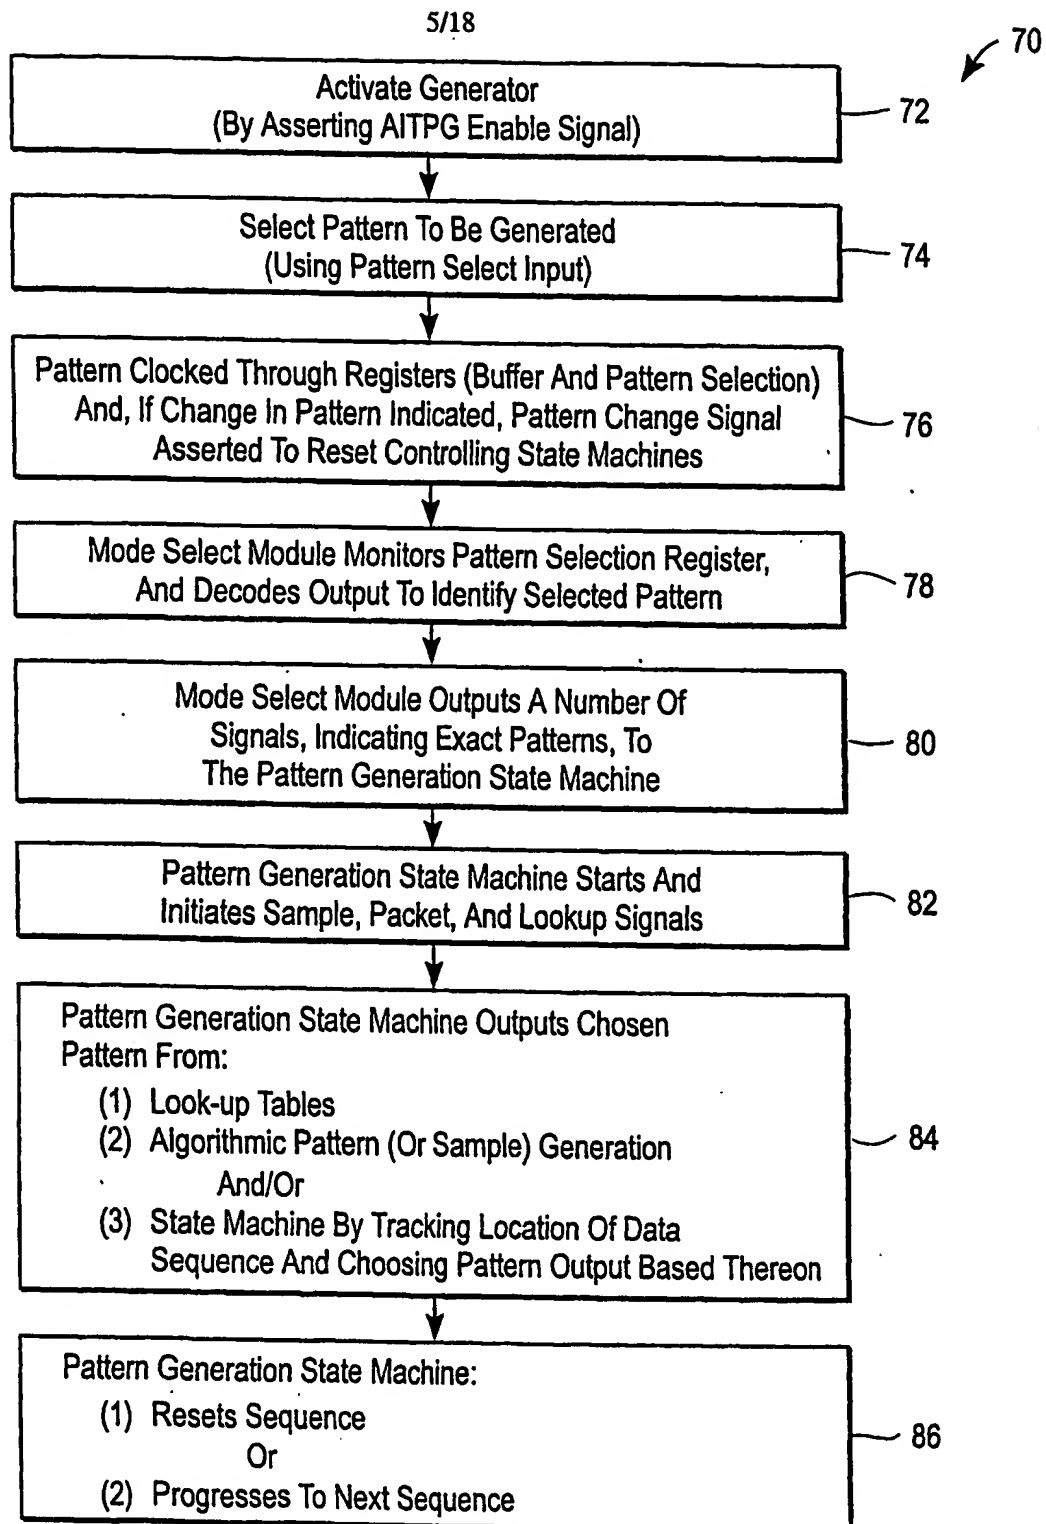 5/18
70
Activate Generator
(By Asserting AITPG Enable Signal)
72
Select Pattern To Be Generated
(Using Pattern Select Input)
74
Pattern Clocked Through Registers (Buffer And Pattern Selection)
And, If Change In Pattern Indicated, Pattern Change Signal
Asserted To Reset Controlling State Machines
76
Mode Select Module Monitors Pattern Selection Register,
And Decodes Output To Identify Selected Pattern
78
Mode Select Module Outputs A Number Of
Signals, Indicating Exact Patterns, To
The Pattern Generation State Machine
80
Pattern Generation State Machine Starts And
Initiates Sample, Packet, And Lookup Signals
82
Pattern Generation State Machine Outputs Chosen
Pattern From:
(1) Look-up Tables
(2) Algorithmic Pattern (Or Sample) Generation
And/Or
(3) State Machine By Tracking Location Of Data
Sequence And Choosing Pattern Output Based Thereon
84
Pattern Generation State Machine:
(1) Resets Sequence
Or
(2) Progresses To Next Sequence
86